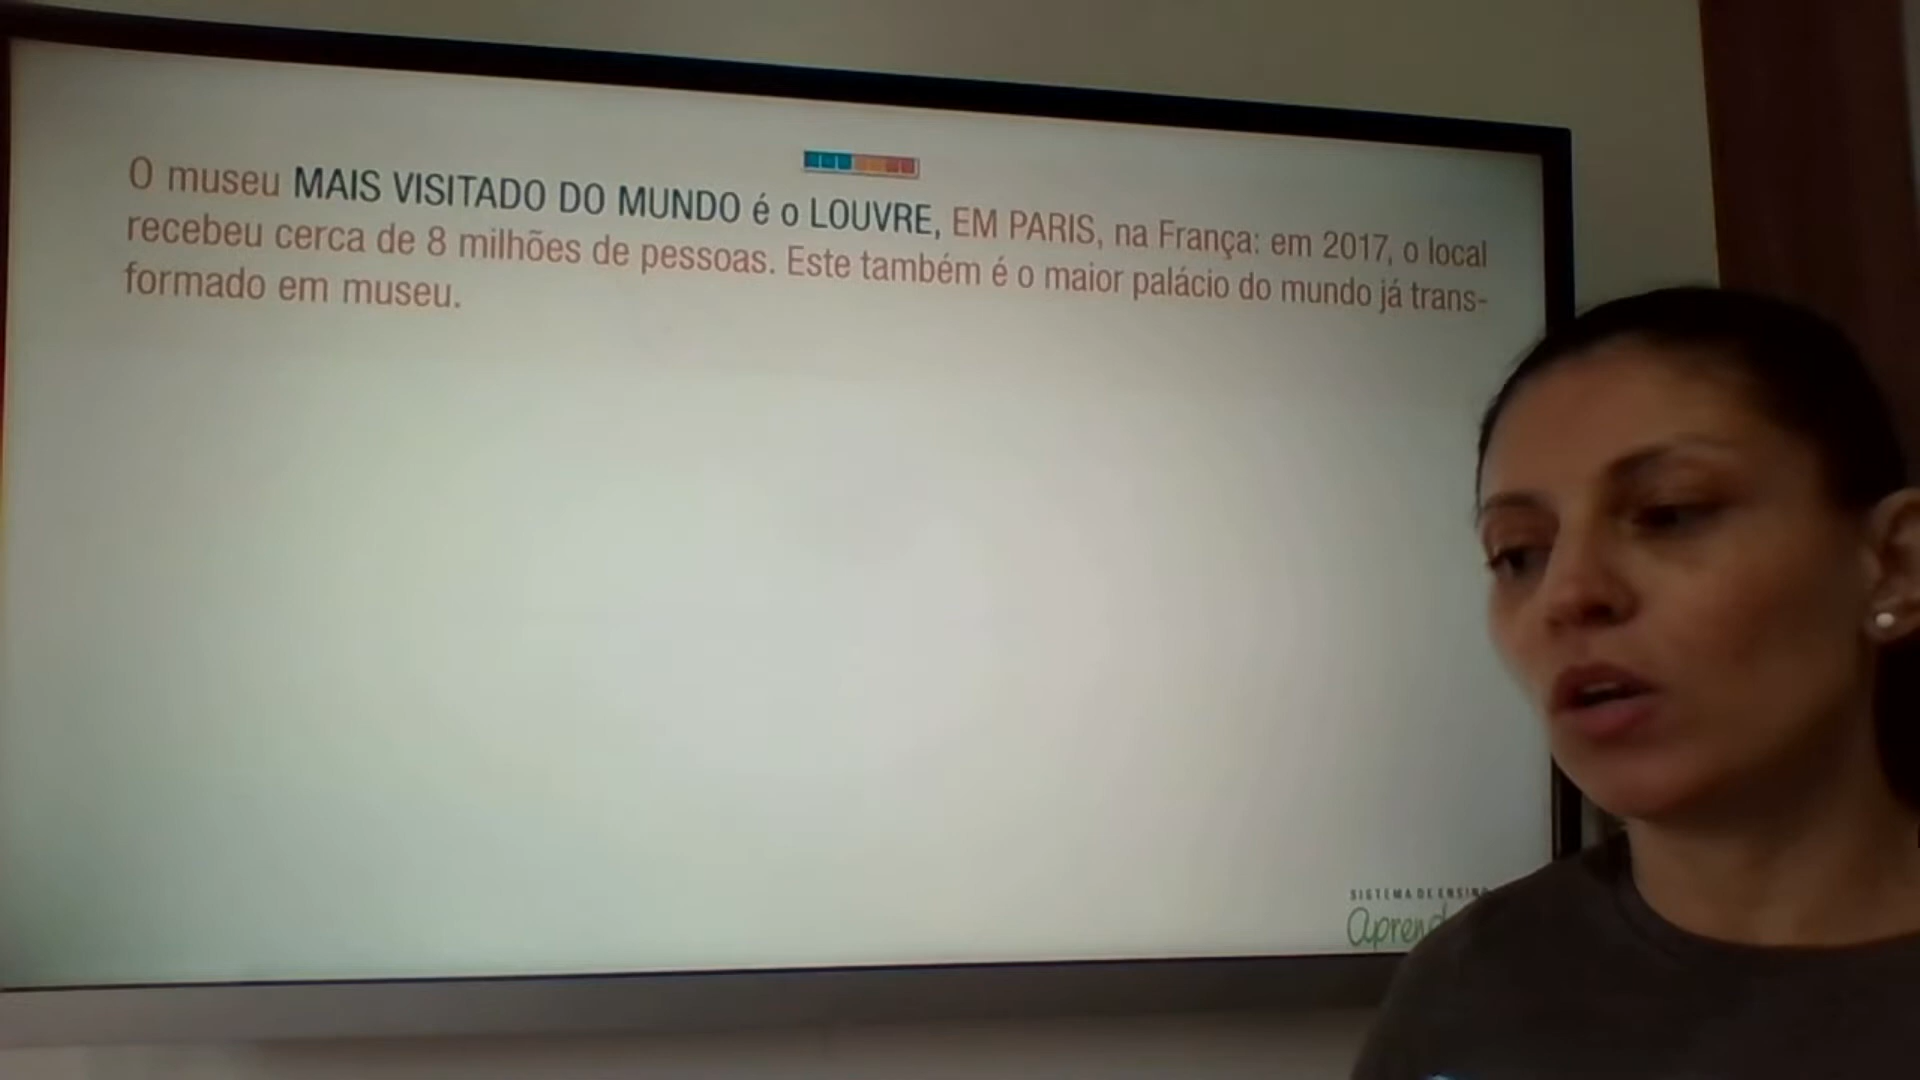 O museu MAIS VISITADO DO MUNDO é o LOUVRE, EM PARIS, na França: em 2017, o local
recebeu cerca de 8 milhões de pessoas. Este também é o maior palácio do mundo já trans-
formado em museu.
SISTEMA DE ENSINO